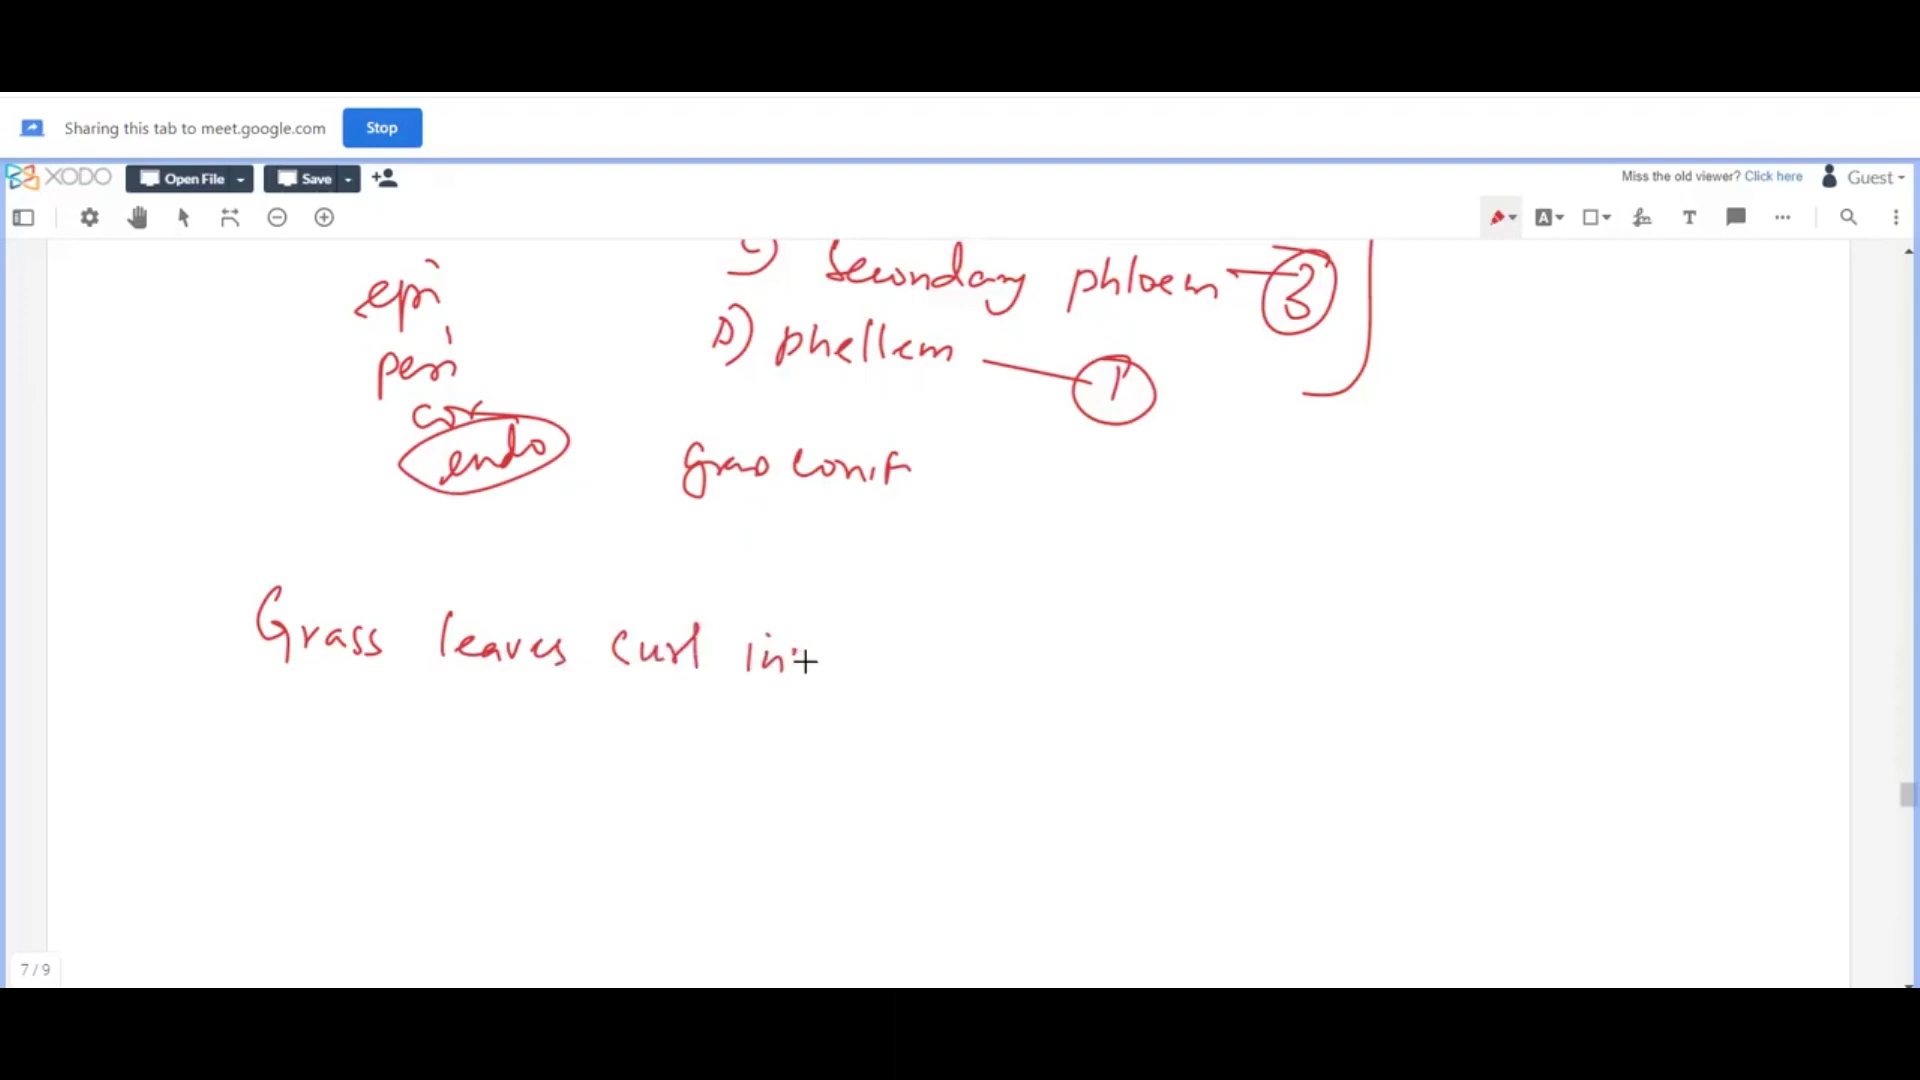 Sharing this tab to meet.google.com Stop
XODO Open File Save Miss the old viewer? Click here Guest
A T
C) Secondary phloem 3
epi
D) phellem 1
peri
cor
endo
Grass leaves curl in
7 / 9